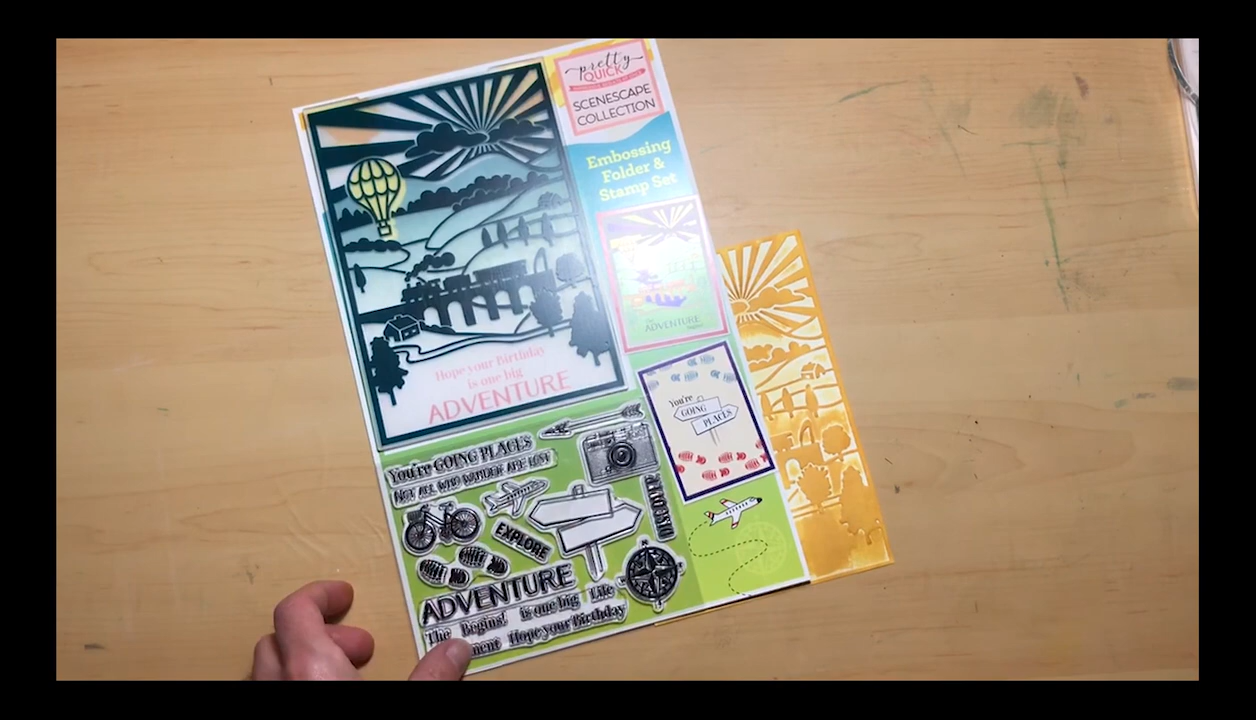 pretty
QUICK
SCENESCAPE
COLLECTION
Embossing
Folder &
Stamp Set
ADVENTURE
Hope your Birthday
is one big
ADVENTURE
You're
GOING
PLACES
You're GOING PLACES
NOT ALL WHO WANDER ARE LOST
DISCOVER
EXPLORE
N
ADVENTURE
The Begins! is one big Life
Hope your Birthday